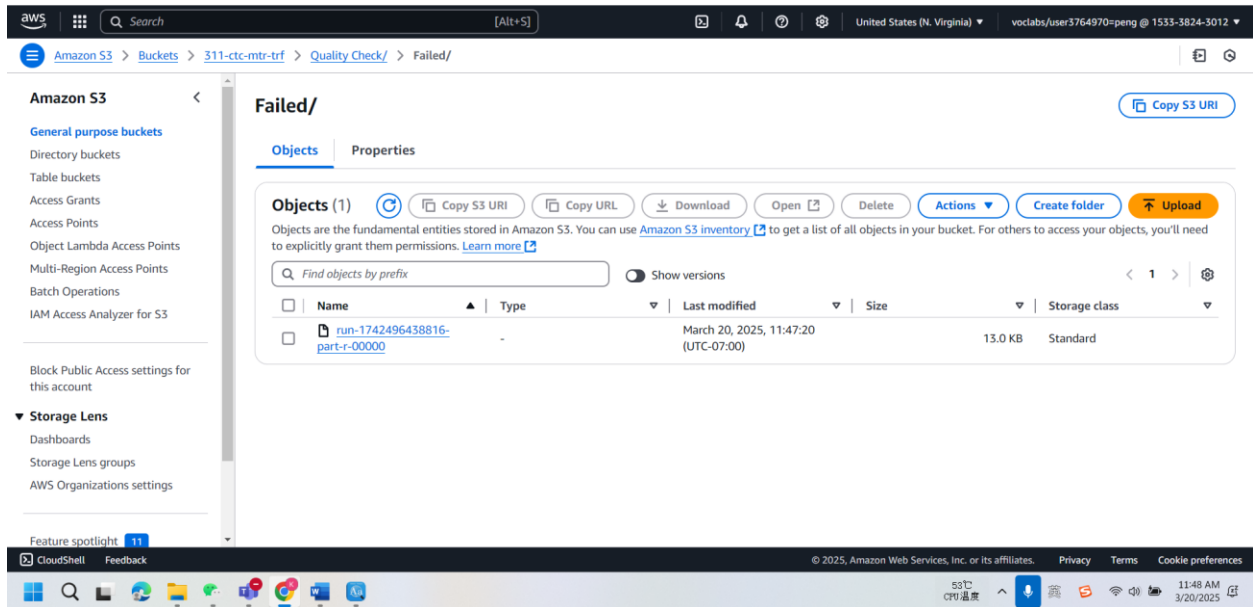 aws
Search
[Alt+S]
United States (N. Virginia)
voclabs/user3764970=peng @ 1533-3824-3012
Amazon S3 > Buckets > 311-ctc-mtr-trf > Quality Check/ > Failed/
Amazon S3
General purpose buckets
Directory buckets
Table buckets
Access Grants
Access Points
Object Lambda Access Points
Multi-Region Access Points
Batch Operations
IAM Access Analyzer for S3
Block Public Access settings for
this account
Storage Lens
Dashboards
Storage Lens groups
AWS Organizations settings
Feature spotlight 11
Failed/
Copy S3 URI
Objects
Properties
Objects (1)
Copy S3 URI
Copy URL
Download
Open
Delete
Actions
Create folder
Upload
Objects are the fundamental entities stored in Amazon S3. You can use Amazon S3 inventory to get a list of all objects in your bucket. For others to access your objects, you'll need
to explicitly grant them permissions. Learn more
Find objects by prefix
Show versions
1
Name
Type
Last modified
Size
Storage class
run-1742496438816-
part-r-00000
-
March 20, 2025, 11:47:20
(UTC-07:00)
13.0 KB
Standard
CloudShell
Feedback
© 2025, Amazon Web Services, Inc. or its affiliates.
Privacy
Terms
Cookie preferences
53℃
CPU温度
英
11:48 AM
3/20/2025